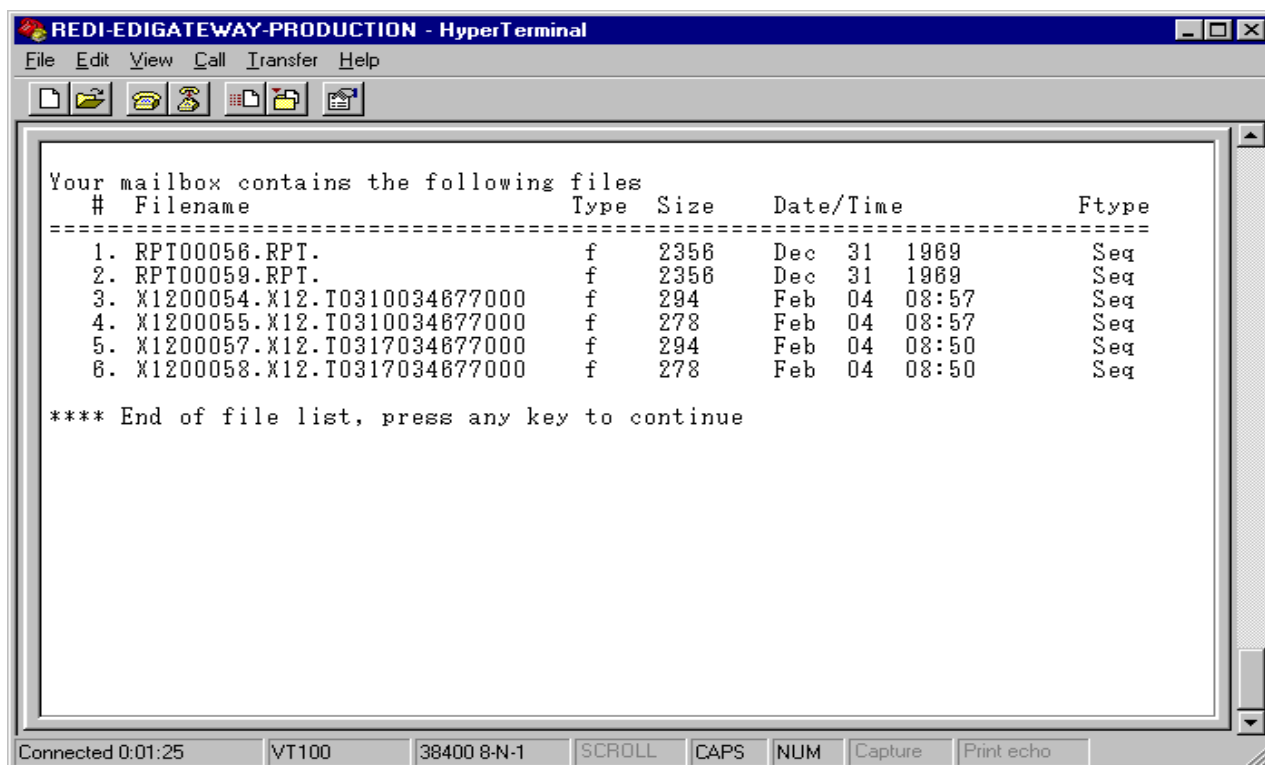 REDI-EDIGATEWAY-PRODUCTION - HyperTerminal
File Edit View Call Transfer Help
Your mailbox contains the following files
# Filename Type Size Date/Time Ftype
==============================================================================
1. RPT00056.RPT. f 2356 Dec 31 1969 Seq
2. RPT00059.RPT. f 2356 Dec 31 1969 Seq
3. X1200054.X12.T0310034677000 f 294 Feb 04 08:57 Seq
4. X1200055.X12.T0310034677000 f 278 Feb 04 08:57 Seq
5. X1200057.X12.T0317034677000 f 294 Feb 04 08:50 Seq
6. X1200058.X12.T0317034677000 f 278 Feb 04 08:50 Seq
**** End of file list, press any key to continue
Connected 0:01:25 VT100 38400 8-N-1 SCROLL CAPS NUM Capture Print echo